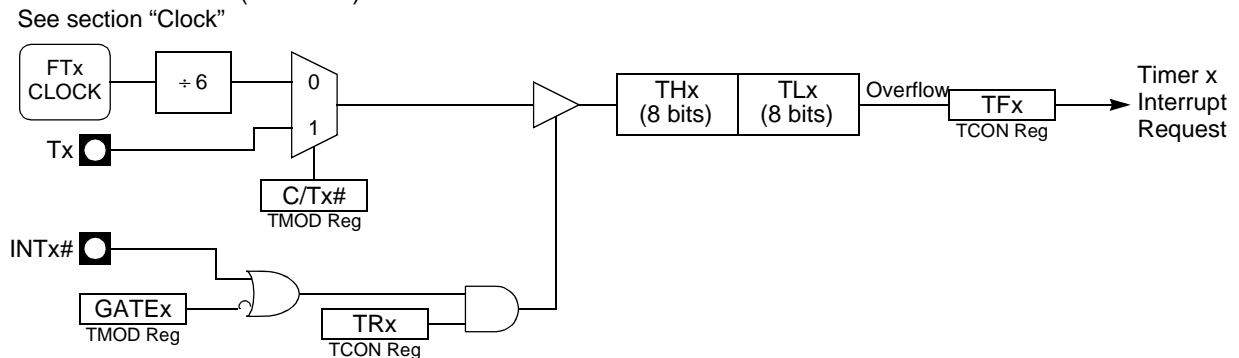 See section “Clock”
FTx
CLOCK
÷ 6
0
1
Tx
C/Tx#
TMOD Reg
THx
(8 bits)
TLx
(8 bits)
Overflow
TFx
TCON Reg
Timer x
Interrupt
Request
INTx#
GATEx
TMOD Reg
TRx
TCON Reg